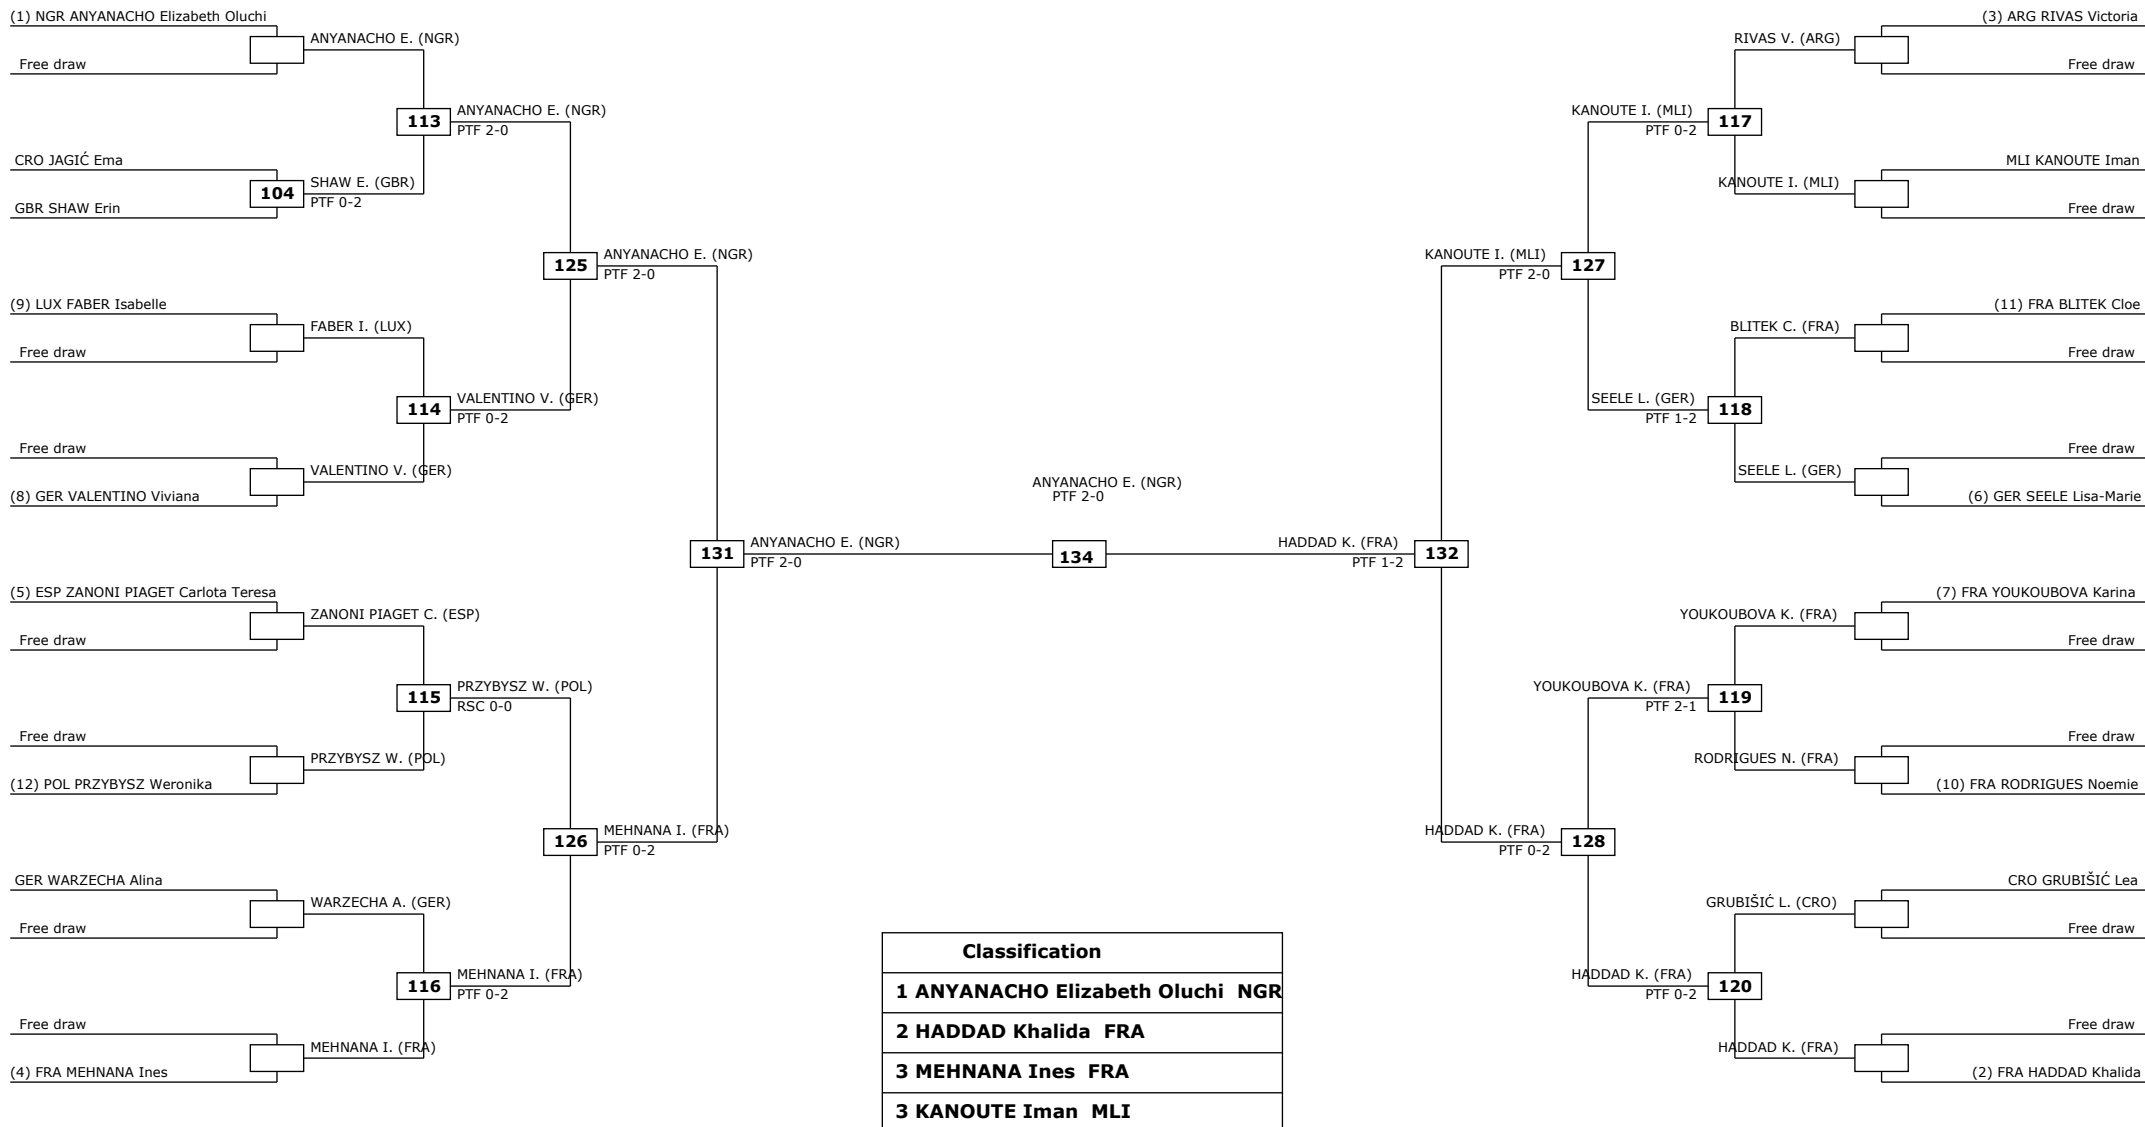 (1) NGR ANYANACHO Elizabeth Oluchi
Free draw
ANYANACHO E. (NGR)
113
ANYANACHO E. (NGR)
PTF 2-0
CRO JAGIĆ Ema
GBR SHAW Erin
104
SHAW E. (GBR)
PTF 0-2
125
ANYANACHO E. (NGR)
PTF 2-0
(9) LUX FABER Isabelle
Free draw
FABER I. (LUX)
114
VALENTINO V. (GER)
PTF 0-2
Free draw
(8) GER VALENTINO Viviana
VALENTINO V. (GER)
131
ANYANACHO E. (NGR)
PTF 2-0
(5) ESP ZANONI PIAGET Carlota Teresa
Free draw
ZANONI PIAGET C. (ESP)
115
PRZYBYSZ W. (POL)
RSC 0-0
Free draw
(12) POL PRZYBYSZ Weronika
PRZYBYSZ W. (POL)
126
MEHNANA I. (FRA)
PTF 0-2
GER WARZECHA Alina
Free draw
WARZECHA A. (GER)
116
MEHNANA I. (FRA)
PTF 0-2
Free draw
(4) FRA MEHNANA Ines
MEHNANA I. (FRA)
ANYANACHO E. (NGR)
PTF 2-0
134
(3) ARG RIVAS Victoria
Free draw
RIVAS V. (ARG)
KANOUTE I. (MLI)
PTF 0-2
117
MLI KANOUTE Iman
Free draw
KANOUTE I. (MLI)
KANOUTE I. (MLI)
PTF 2-0
127
(11) FRA BLITEK Cloe
Free draw
BLITEK C. (FRA)
SEELE L. (GER)
PTF 1-2
118
Free draw
(6) GER SEELE Lisa-Marie
SEELE L. (GER)
HADDAD K. (FRA)
PTF 1-2
132
(7) FRA YOUKOUBOVA Karina
Free draw
YOUKOUBOVA K. (FRA)
YOUKOUBOVA K. (FRA)
PTF 2-1
119
Free draw
(10) FRA RODRIGUES Noemie
RODRIGUES N. (FRA)
HADDAD K. (FRA)
PTF 0-2
128
CRO GRUBIŠIĆ Lea
Free draw
GRUBIŠIĆ L. (CRO)
HADDAD K. (FRA)
PTF 0-2
120
Free draw
(2) FRA HADDAD Khalida
HADDAD K. (FRA)
Classification
1 ANYANACHO Elizabeth Oluchi NGR
2 HADDAD Khalida FRA
3 MEHNANA Ines FRA
3 KANOUTE Iman MLI